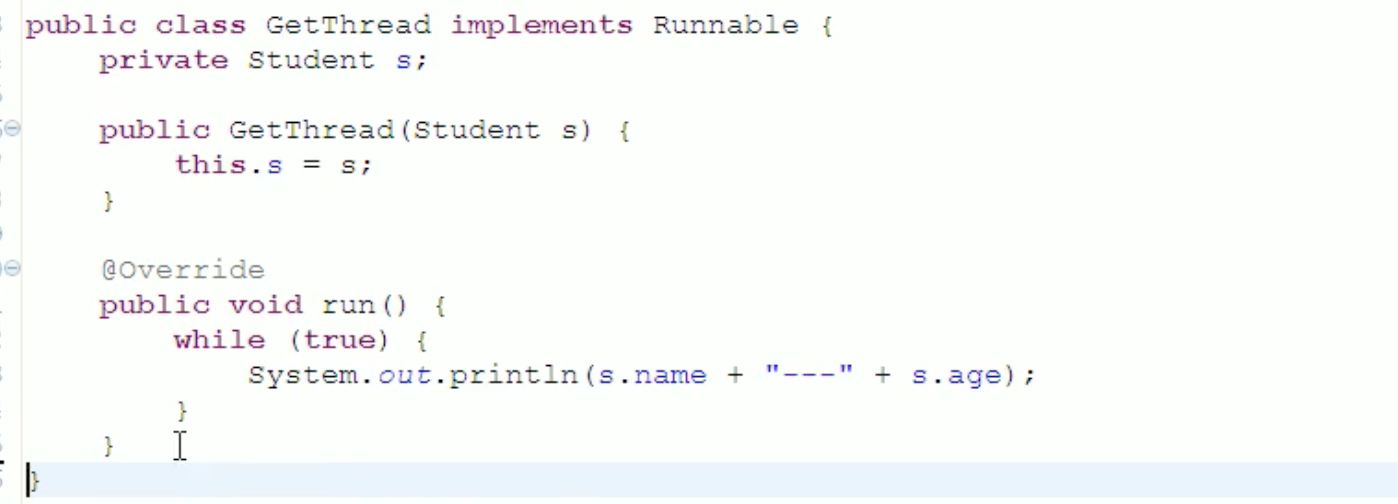 public class GetThread implements Runnable {
    private Student s;

    public GetThread(Student s) {
        this.s = s;
    }

    @Override
    public void run() {
        while (true) {
            System.out.println(s.name + "---" + s.age);
        }
    }
}